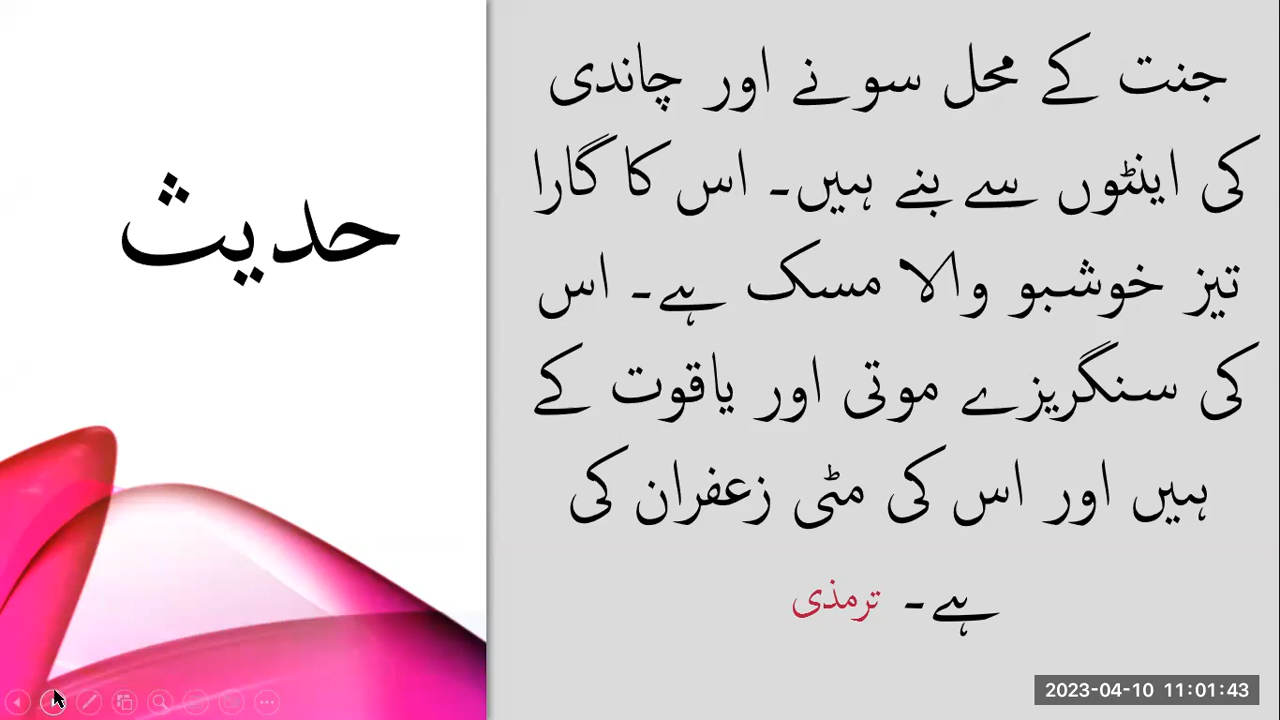 حدیث
جنت کے محل سونے اور چاندی
کی اینٹوں سے بنے ہیں۔ اس کا گارا
تیز خوشبو والا مسک ہے۔ اس
کی سنگریزے موتی اور یاقوت کے
ہیں اور اس کی مٹی زعفران کی
ہے۔ ترمذی
2023-04-10 11:01:43